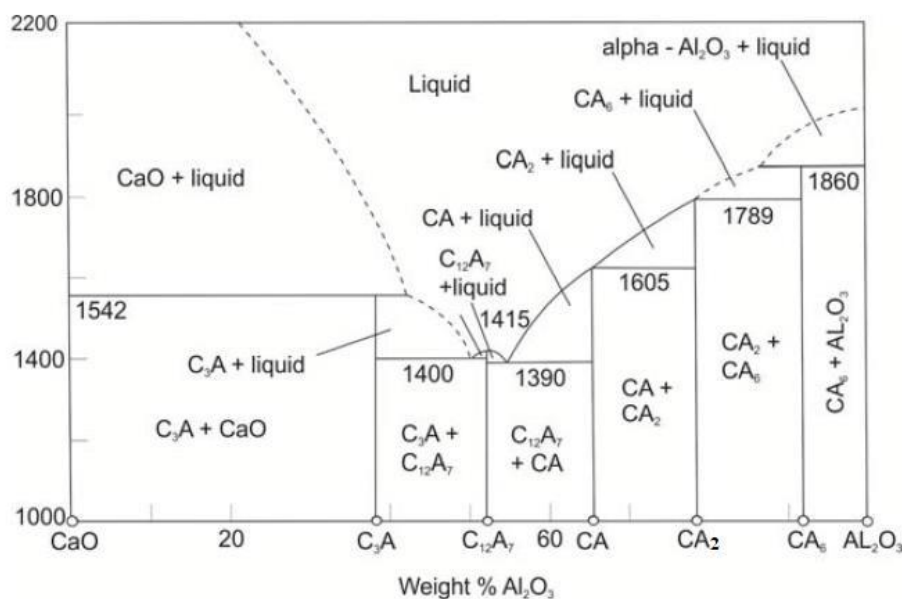 2200
alpha - Al₂O₃ + liquid
Liquid
CA₆ + liquid
CaO + liquid
CA₂ + liquid
1800
1860
1789
CA + liquid
C₁₂A₇
+liquid
1415
1605
1542
1400
C₃A + liquid
1400
1390
CA₂ +
CA₆
CA₆ + AL₂O₃
CA +
CA₂
C₃A + CaO
C₃A +
C₁₂A₇
C₁₂A₇
+ CA
1000
CaO 20 C₃A C₁₂A₇ 60 CA CA₂ CA₆ AL₂O₃
Weight % Al₂O₃